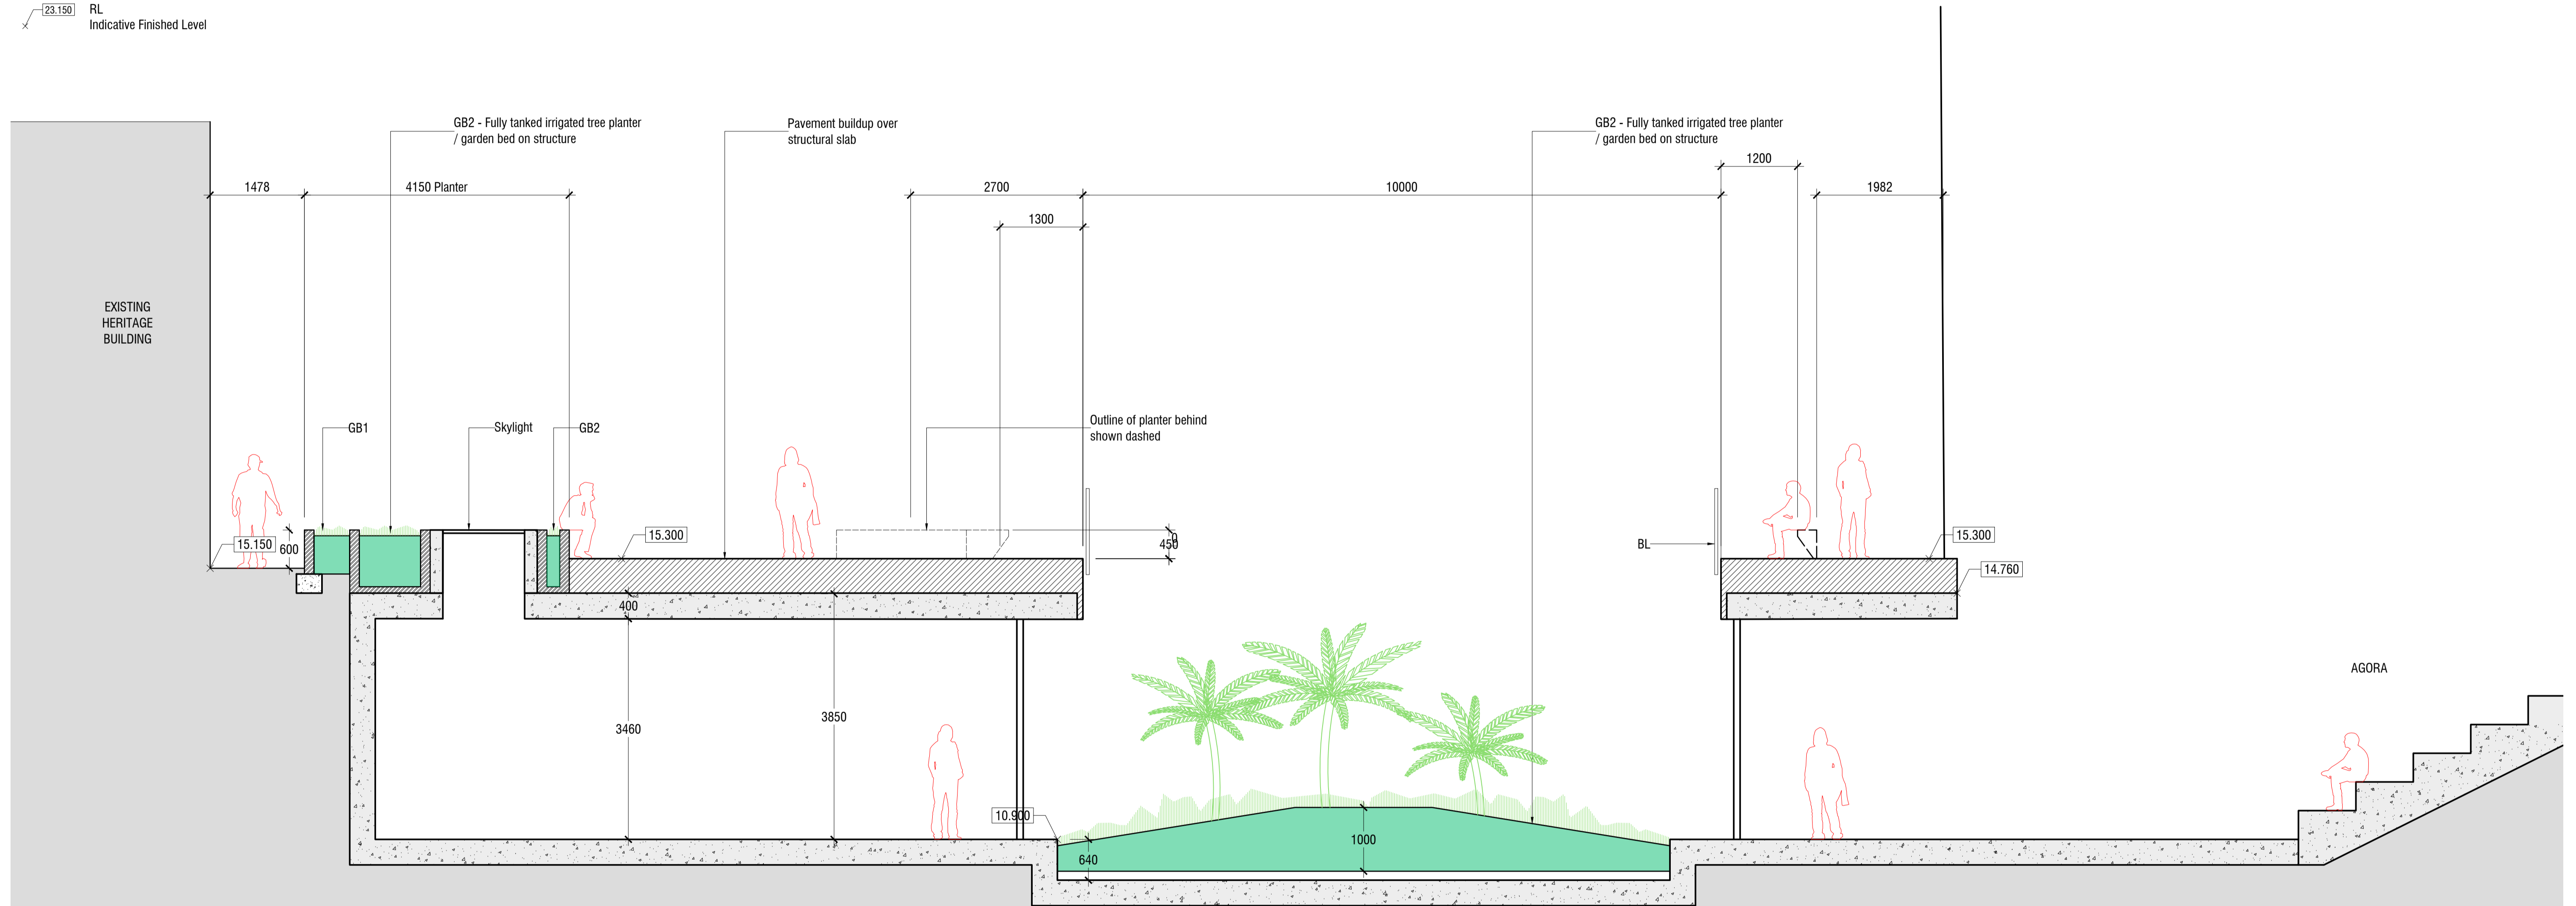 23.150 RL
Indicative Finished Level
GB2 - Fully tanked irrigated tree planter
/ garden bed on structure
Pavement buildup over
structural slab
GB2 - Fully tanked irrigated tree planter
/ garden bed on structure
1200
1478
4150 Planter
2700
10000
1982
1300
EXISTING
HERITAGE
BUILDING
GB1
Skylight
GB2
Outline of planter behind
shown dashed
15.150
600
15.300
0
450
BL
15.300
14.760
400
AGORA
3460
3850
10.900
1000
640